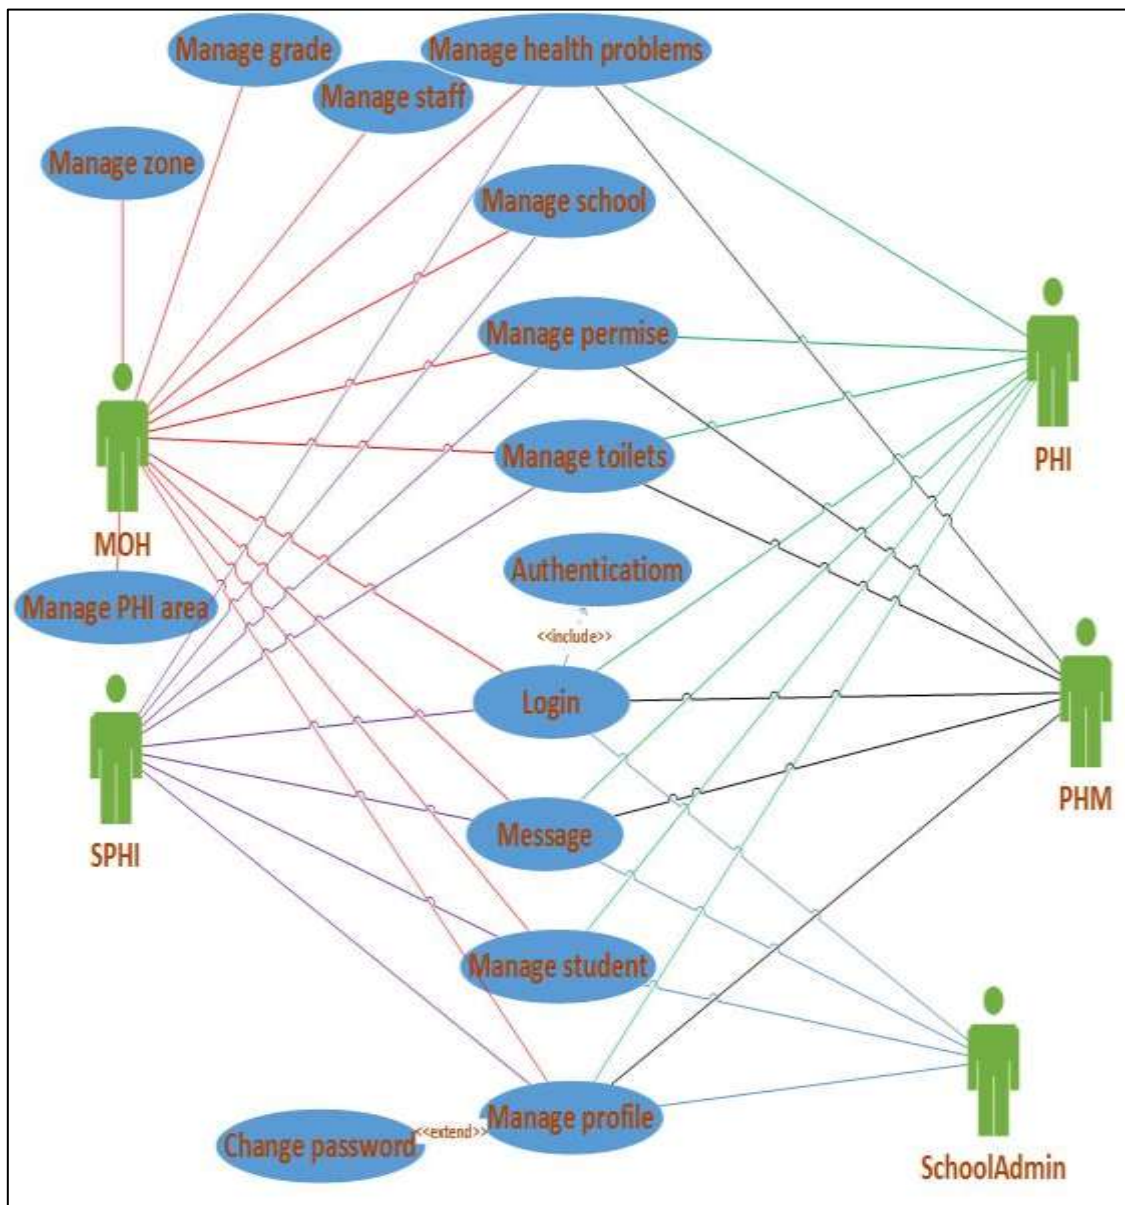 Manage grade
Manage health problems
Manage staff
Manage zone
Manage school
Manage permise
Manage toilets
PHI
MOH
Authenticatiom
Manage PHI area
<<include>>
Login
PHM
Message
SPHI
Manage student
Manage profile
<<extend>>
Change password
SchoolAdmin